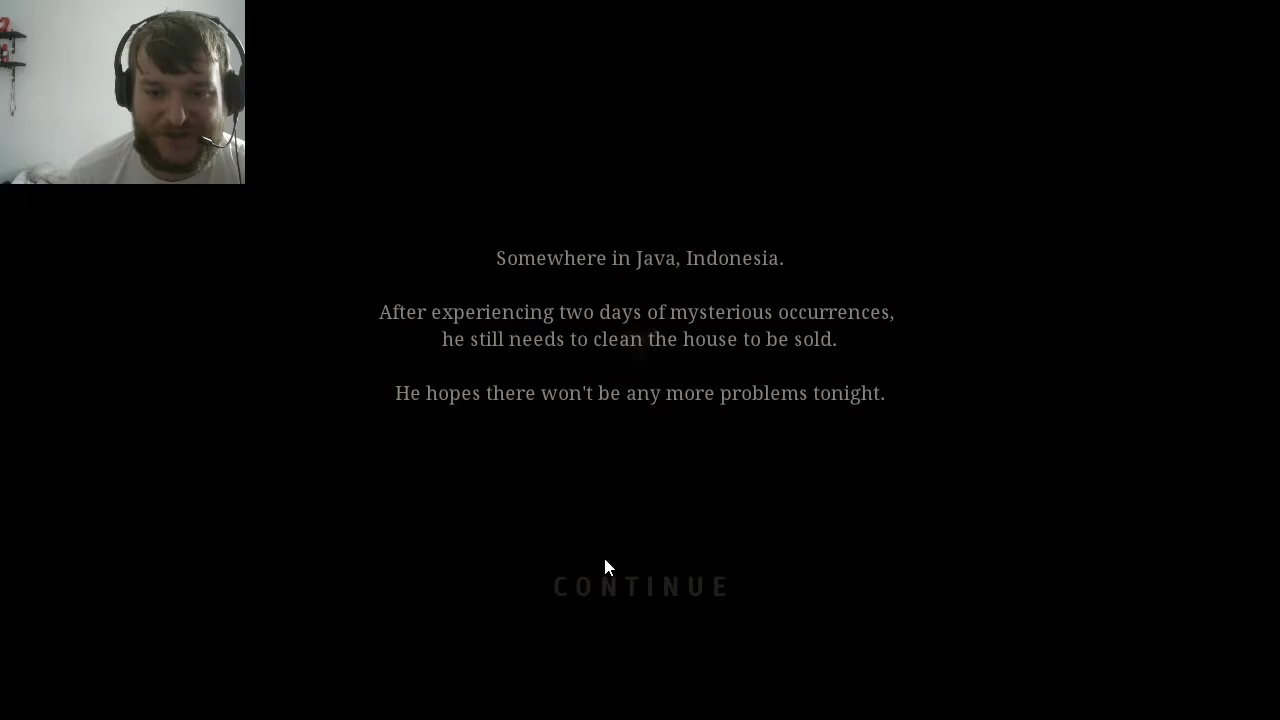 Somewhere in Java, Indonesia.
After experiencing two days of mysterious occurrences,
he still needs to clean the house to be sold.
He hopes there won't be any more problems tonight.
CONTINUE